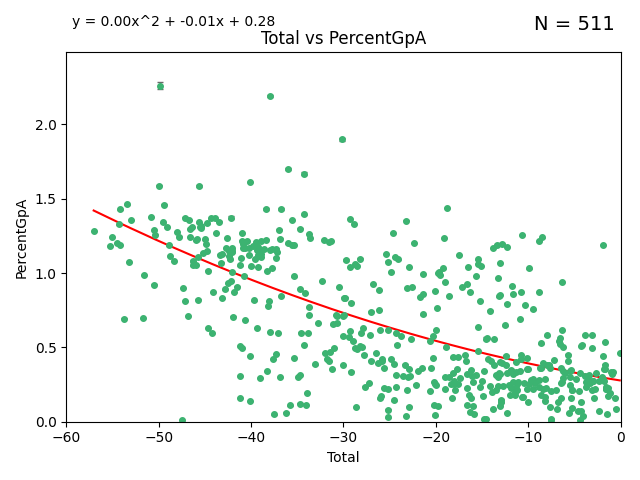 y = 0.00x^2 + -0.01x + 0.28
N = 511
Total vs PercentGpA
PercentGpA
2.0
1.5
1.0
0.5
0.0
−60
−50
−40
−30
−20
−10
0
Total